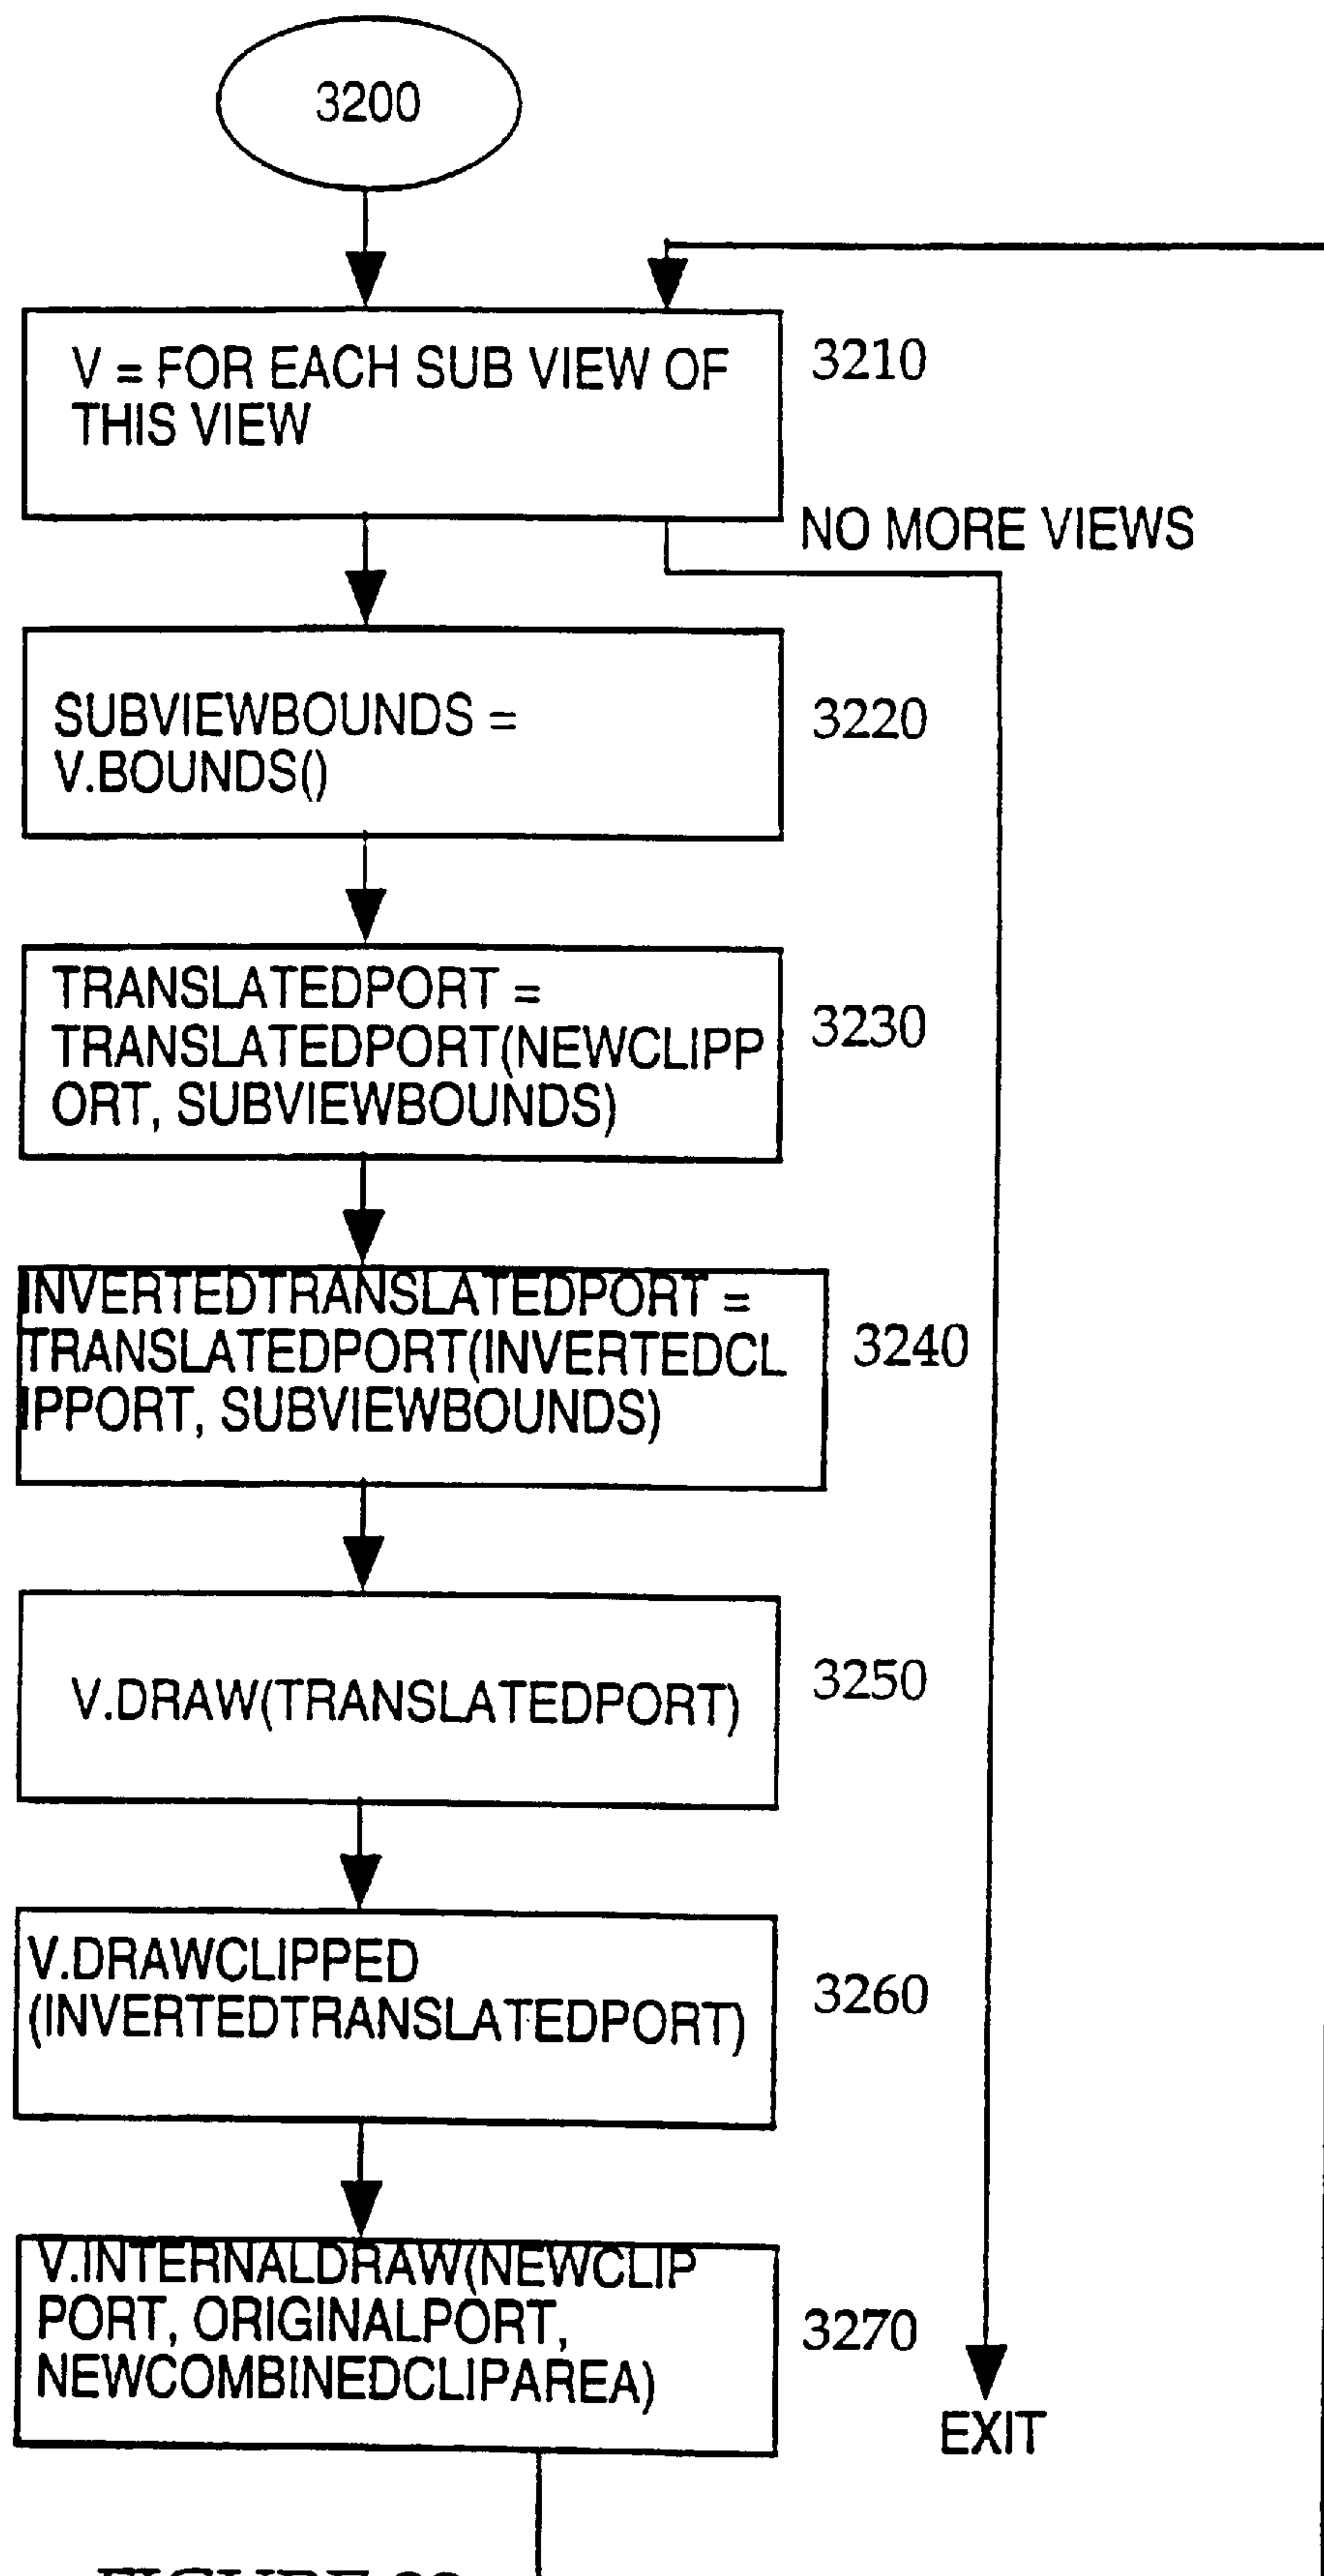 3200
V = FOR EACH SUB VIEW OF
THIS VIEW
3210
NO MORE VIEWS
SUBVIEWBOUNDS =
V.BOUNDS()
3220
TRANSLATEDPORT =
TRANSLATEDPORT(NEWCLIPP
ORT, SUBVIEWBOUNDS)
3230
INVERTEDTRANSLATEDPORT =
TRANSLATEDPORT(INVERTEDCL
IPPORT, SUBVIEWBOUNDS)
3240
V.DRAW(TRANSLATEDPORT)
3250
V.DRAWCLIPPED
(INVERTEDTRANSLATEDPORT)
3260
V.INTERNALDRAW(NEWCLIP
PORT, ORIGINALPORT,
NEWCOMBINEDCLIPAREA)
3270
EXIT
FIGURE